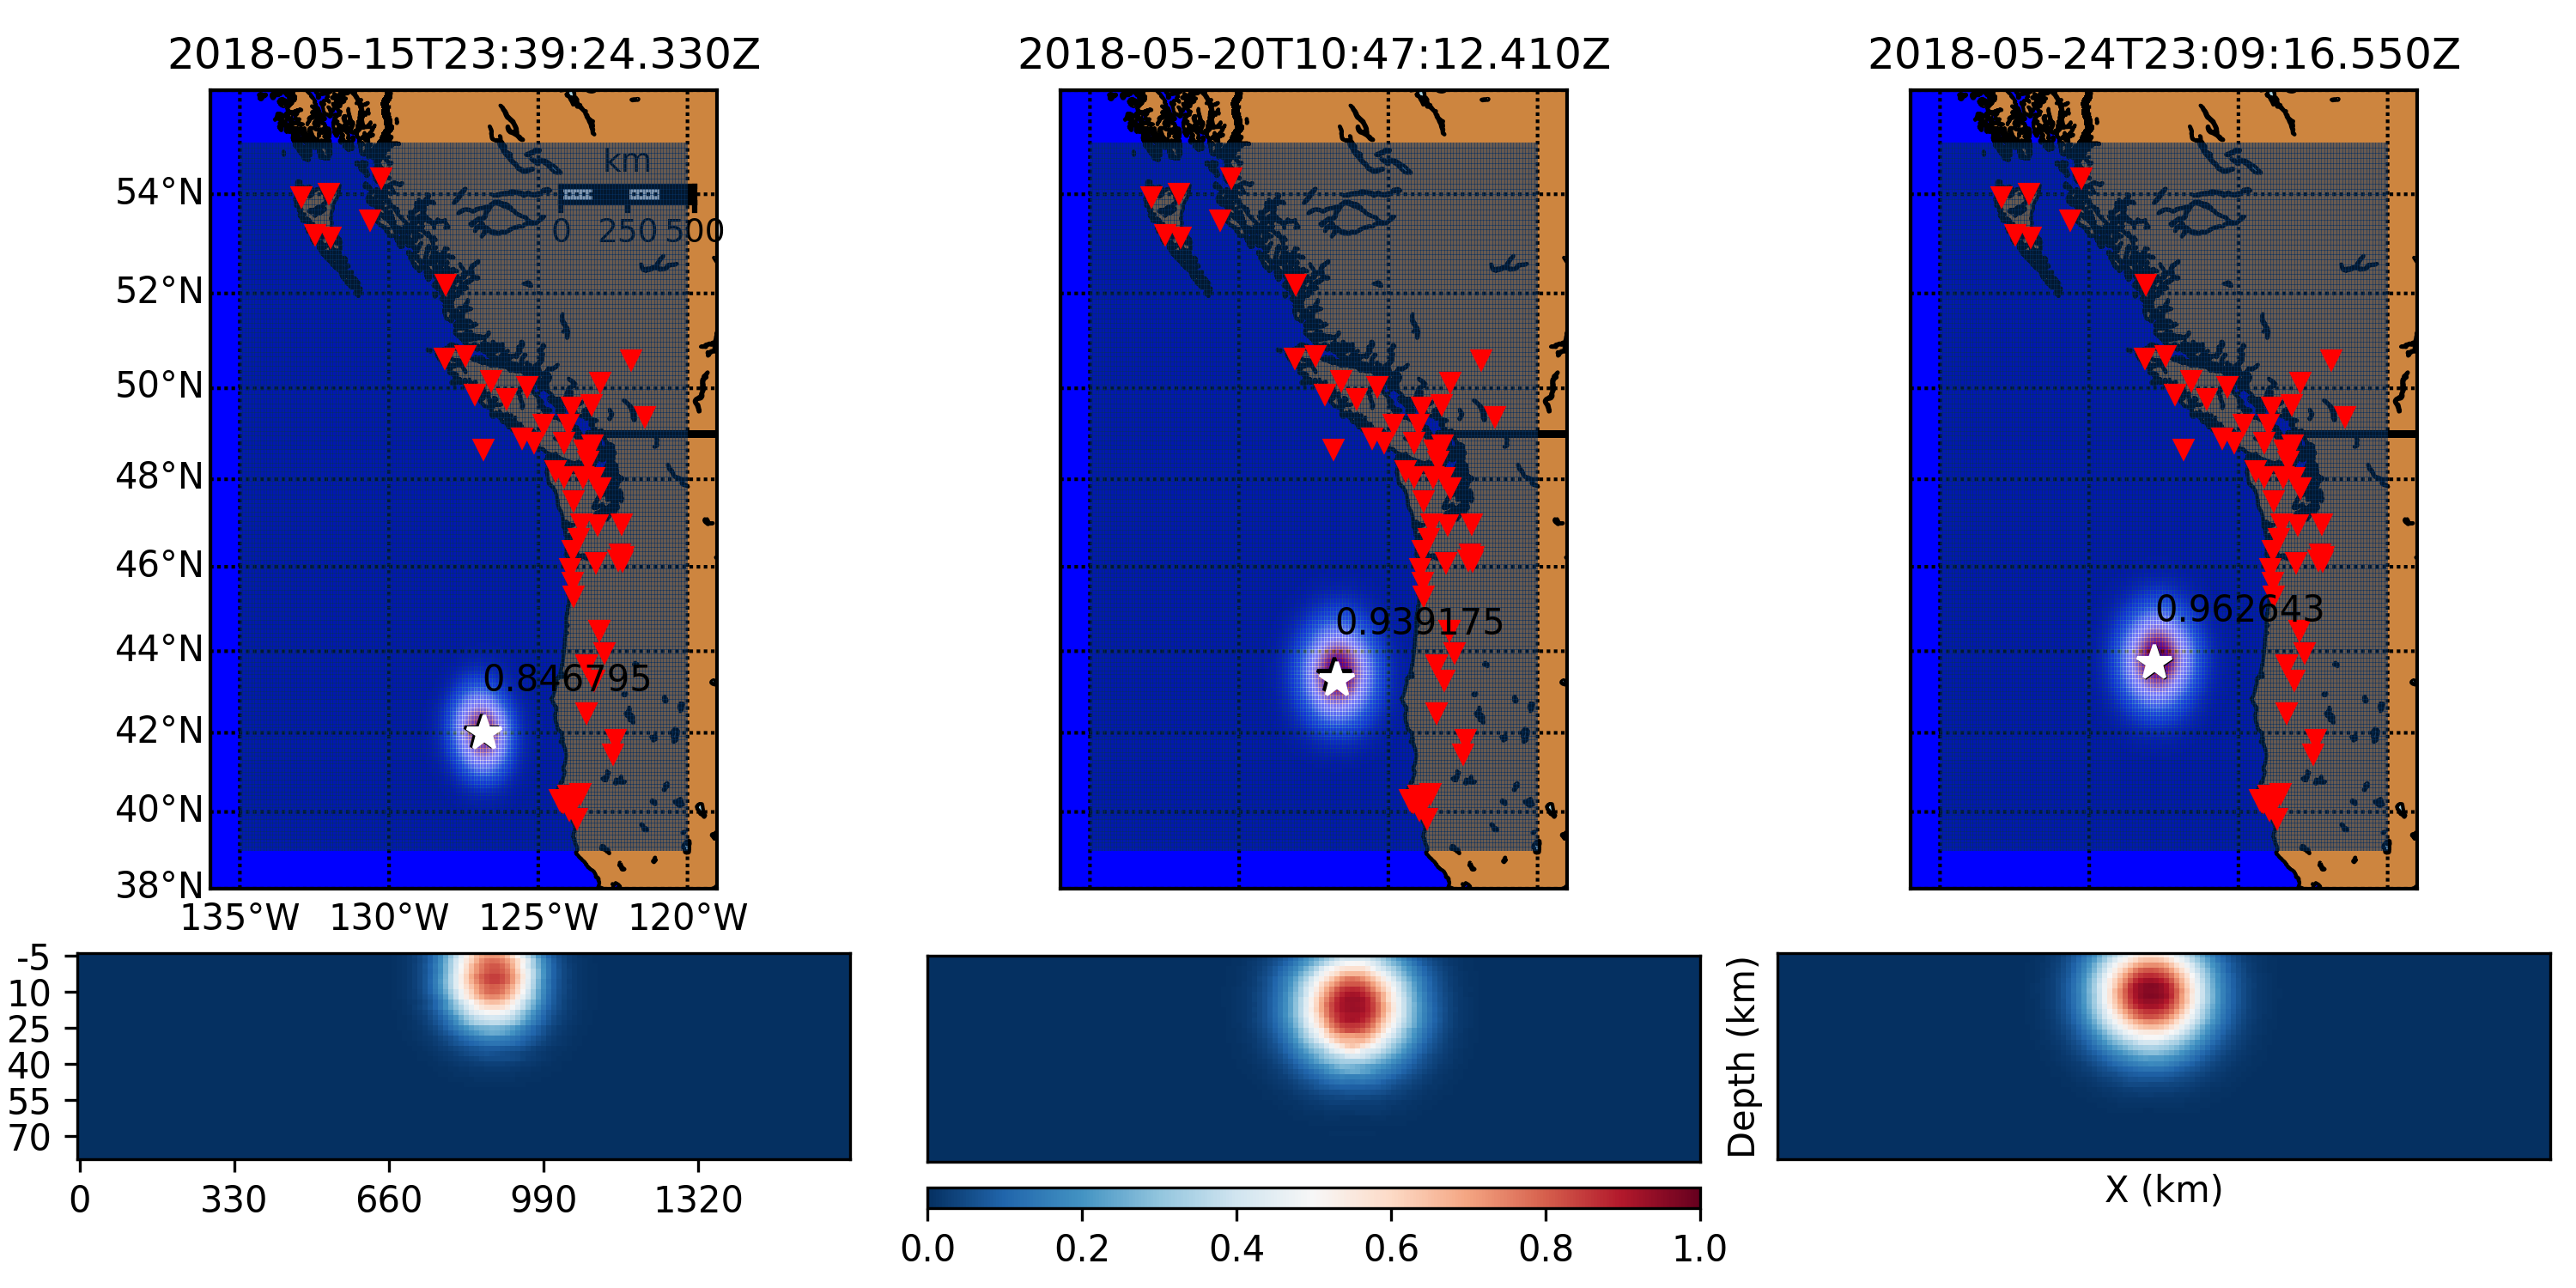 2018-05-15T23:39:24.330Z
2018-05-20T10:47:12.410Z
2018-05-24T23:09:16.550Z
km
0 250 500
54°N
52°N
50°N
48°N
46°N
44°N
42°N
40°N
38°N
0.846795
0.939175
0.962643
135°W 130°W 125°W 120°W
-5
10
25
40
55
70
0 330 660 990 1320
Depth (km)
X (km)
0.0 0.2 0.4 0.6 0.8 1.0